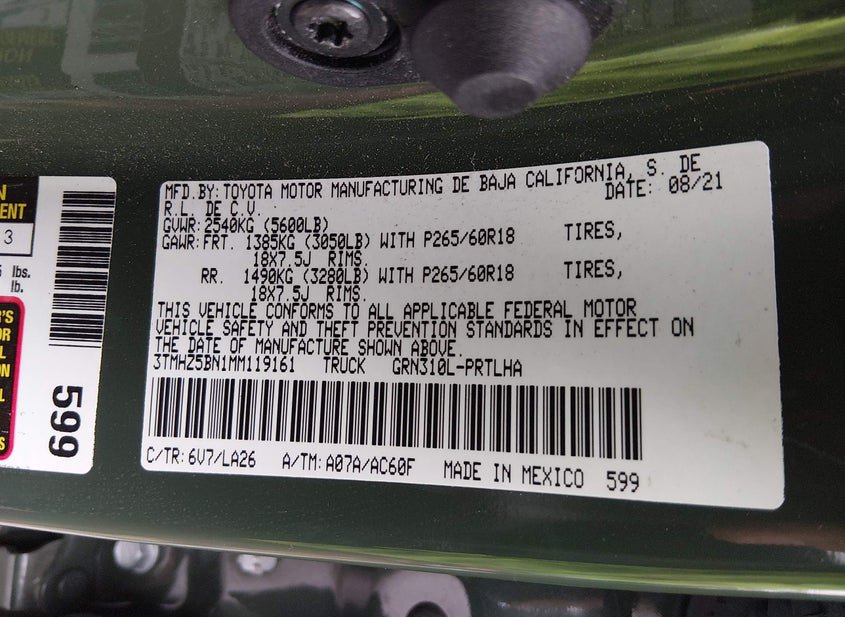 MFD.BY:TOYOTA MOTOR MANUFACTURING DE BAJA CALIFORNIA, S. DE
R.L. DE C.V. DATE: 08/21
GVWR:2540KG (5600LB)
GAWR:FRT. 1385KG (3050LB) WITH P265/60R18 TIRES,
18X7.5J RIMS.
RR. 1490KG (3280LB) WITH P265/60R18 TIRES,
18X7.5J RIMS.
THIS VEHICLE CONFORMS TO ALL APPLICABLE FEDERAL MOTOR
VEHICLE SAFETY AND THEFT PREVENTION STANDARDS IN EFFECT ON
THE DATE OF MANUFACTURE SHOWN ABOVE.
3TMHZ5BN1MM119161 TRUCK GRN310L-PRTLHA
C/TR:6V7/LA26 A/TM:A07A/AC60F MADE IN MEXICO 599
3
lbs.
lb.
599